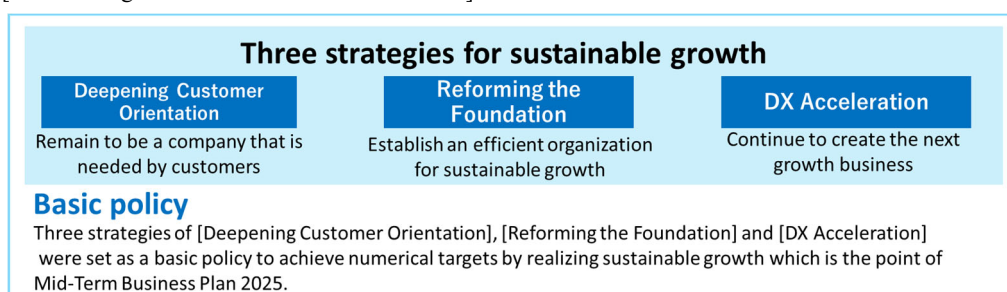 Three strategies for sustainable growth
Deepening Customer
Orientation
Remain to be a company that is
needed by customers
Reforming the
Foundation
Establish an efficient organization
for sustainable growth
DX Acceleration
Continue to create the next
growth business
Basic policy
Three strategies of [Deepening Customer Orientation], [Reforming the Foundation] and [DX Acceleration]
were set as a basic policy to achieve numerical targets by realizing sustainable growth which is the point of
Mid-Term Business Plan 2025.